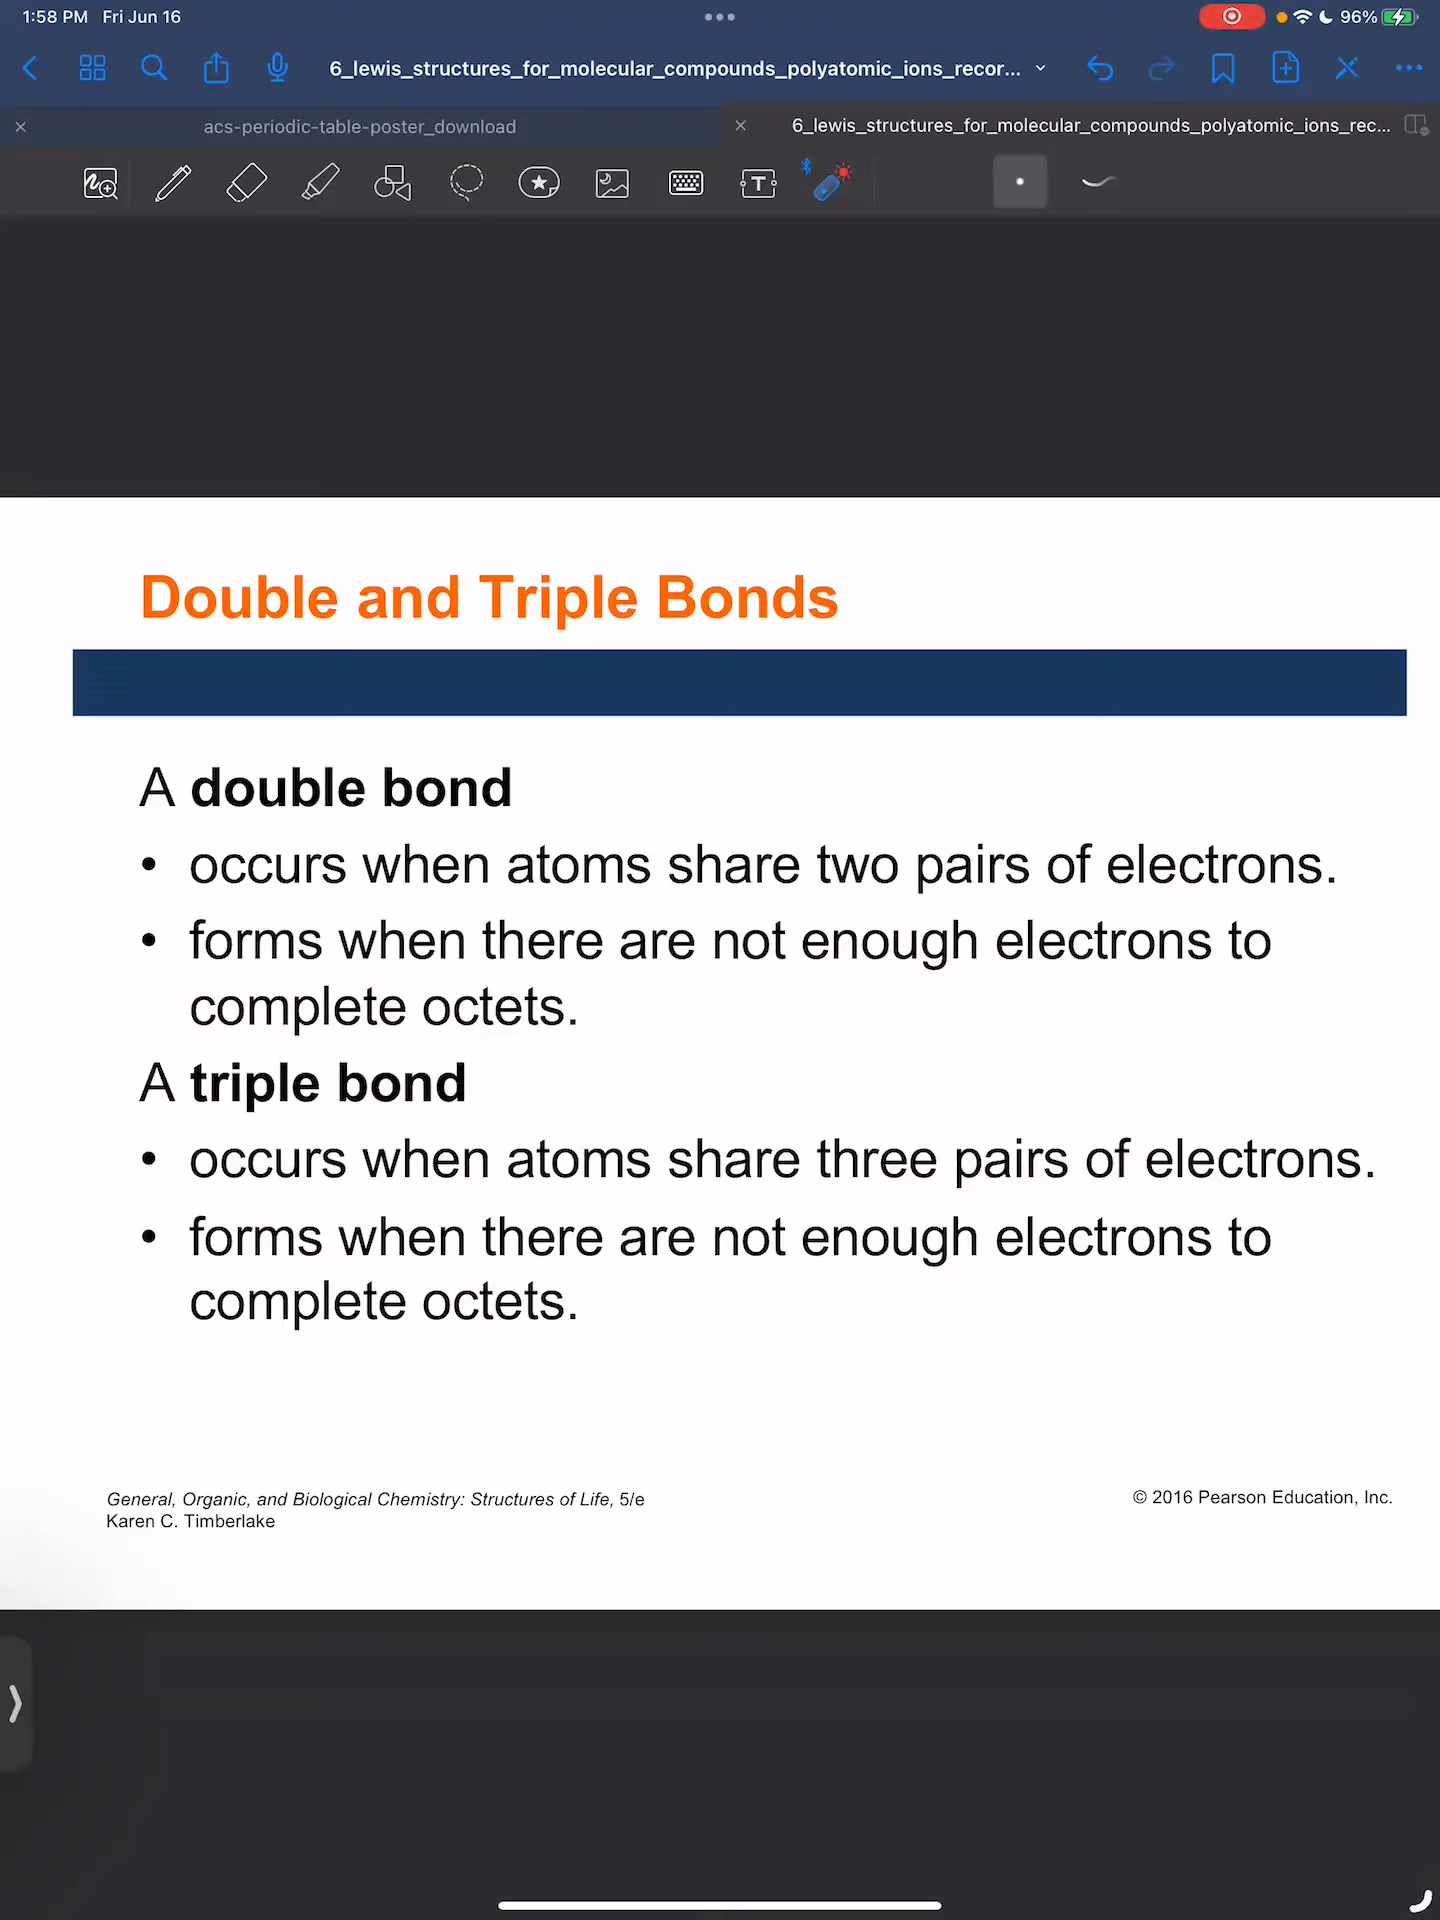 1:58 PM Fri Jun 16
96%
6_lewis_structures_for_molecular_compounds_polyatomic_ions_recor...
acs-periodic-table-poster_download
6_lewis_structures_for_molecular_compounds_polyatomic_ions_rec...
T
Double and Triple Bonds
A double bond
• occurs when atoms share two pairs of electrons.
• forms when there are not enough electrons to
complete octets.
A triple bond
• occurs when atoms share three pairs of electrons.
• forms when there are not enough electrons to
complete octets.
General, Organic, and Biological Chemistry: Structures of Life, 5/e
Karen C. Timberlake
© 2016 Pearson Education, Inc.